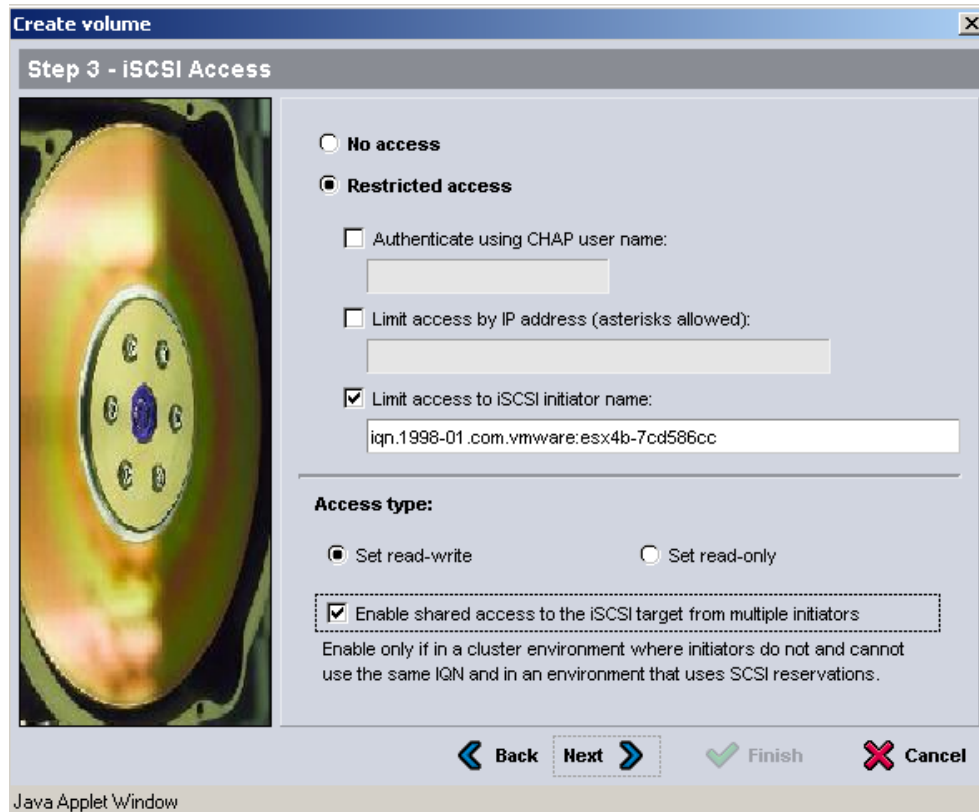 Create volume
Step 3 - iSCSI Access
No access
Restricted access
Authenticate using CHAP user name:
Limit access by IP address (asterisks allowed):
Limit access to iSCSI initiator name:
iqn.1998-01.com.vmware:esx4b-7cd586cc
Access type:
Set read-write Set read-only
Enable shared access to the iSCSI target from multiple initiators
Enable only if in a cluster environment where initiators do not and cannot
use the same IQN and in an environment that uses SCSI reservations.
Back Next Finish Cancel
Java Applet Window